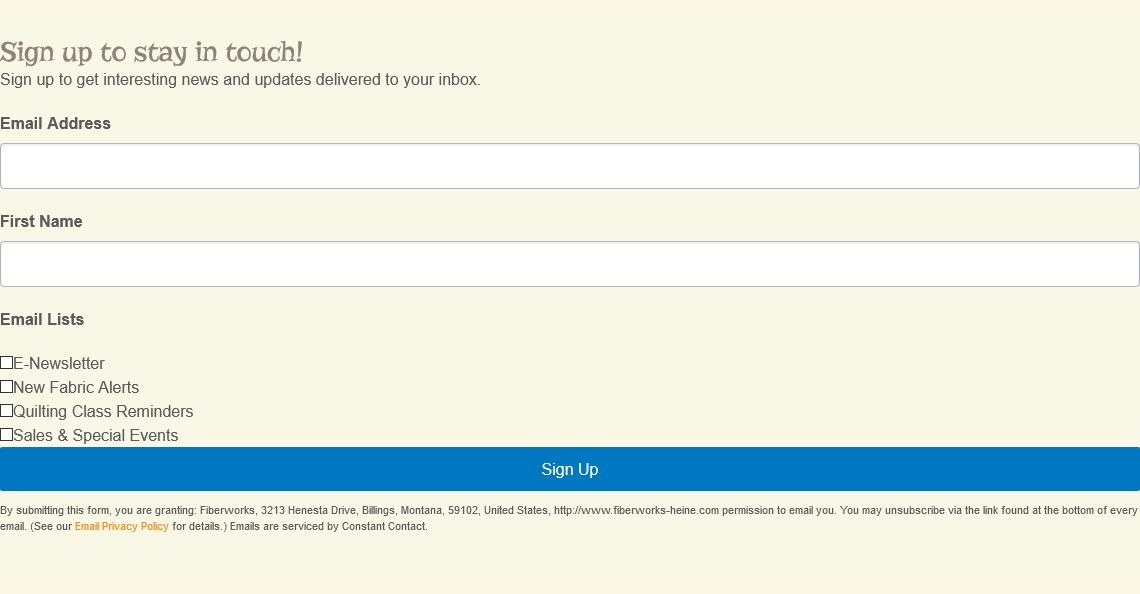 Sign up to stay in touch!
Sign up to get interesting news and updates delivered to your inbox.
Email Address
First Name
Email Lists
E-Newsletter
New Fabric Alerts
Quilting Class Reminders
Sales & Special Events
Sign Up
By submitting this form, you are granting: Fiberworks, 3213 Henesta Drive, Billings, Montana, 59102, United States, http://www.fiberworks-heine.com permission to email you. You may unsubscribe via the link found at the bottom of every
email. (See our Email Privacy Policy for details.) Emails are serviced by Constant Contact.